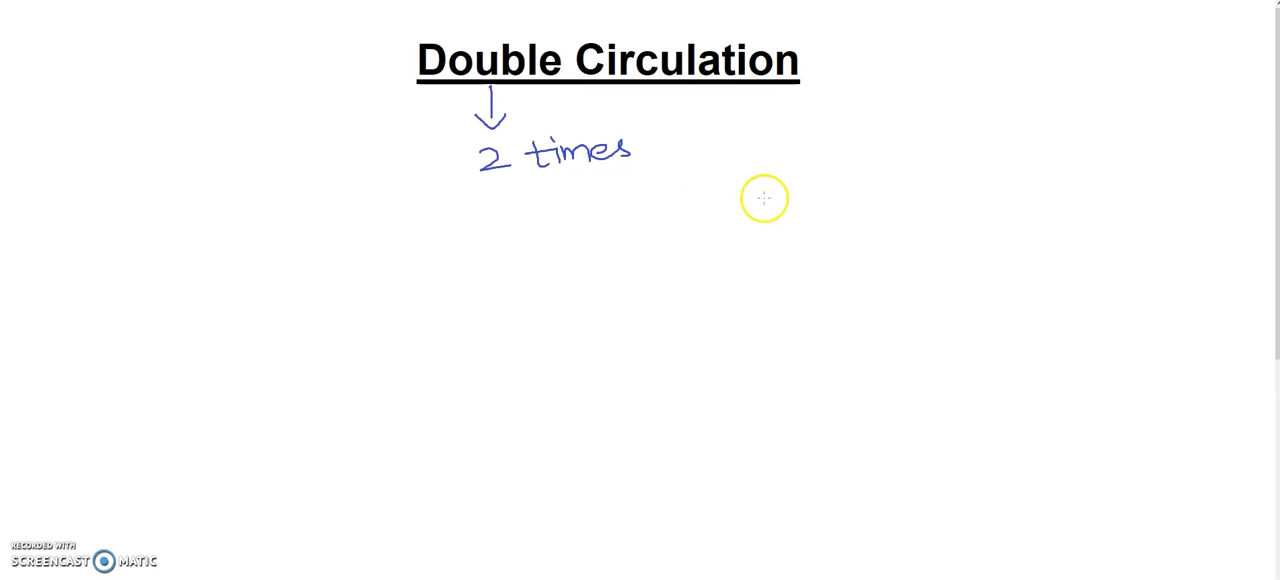 Double Circulation
2 times
RECORDED WITH
SCREENCAST MATIC